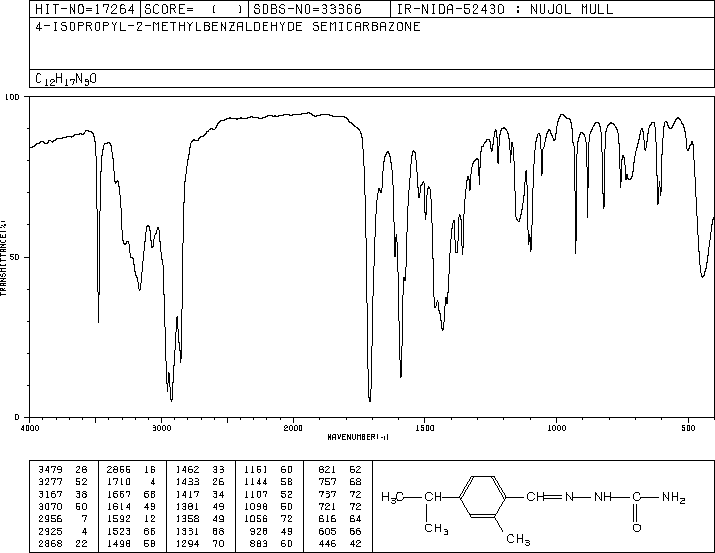 HIT-NO=17264 SCORE= ( ) SDBS-NO=33366 IR-NIDA-52430 : NUJOL MULL
4-ISOPROPYL-2-METHYLBENZALDEHYDE SEMICARBAZONE
C12H17N3O
100
TRANSMITTANCE(%)
50
0
4000 3000 2000 1500 1000 500
WAVENUMBER(-1)
3479 28 2866 16 1462 33 1161 60 821 62
3277 52 1710 4 1433 26 1144 58 757 68
3167 38 1667 68 1417 34 1107 52 737 72
3070 50 1614 49 1381 49 1098 50 721 72
2956 7 1592 12 1358 49 1056 72 616 64
2925 4 1523 66 1331 68 928 49 605 66
2868 22 1498 58 1294 70 883 60 446 42
H3C CH CH3 CH3 CH N NH C O NH2